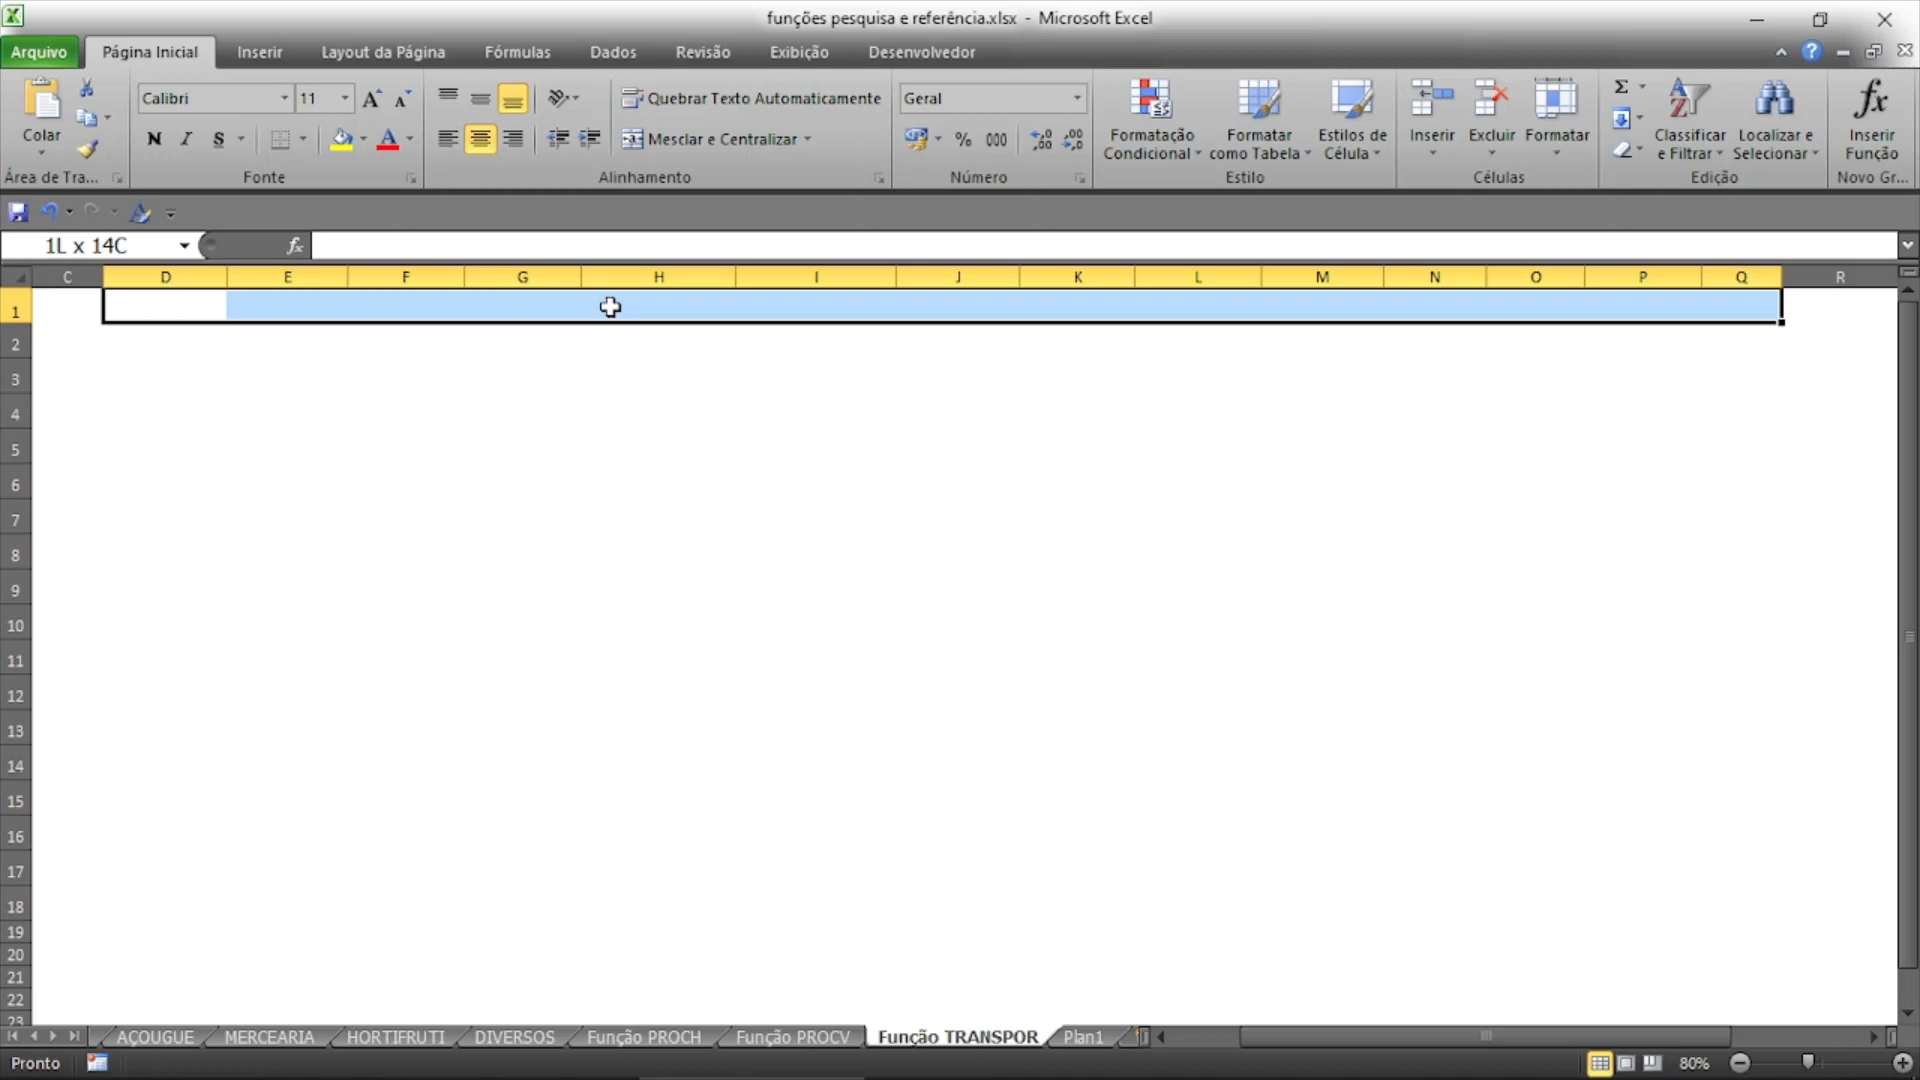 funções pesquisa e referência.xlsx - Microsoft Excel
Arquivo Página Inicial Inserir Layout da Página Fórmulas Dados Revisão Exibição Desenvolvedor
Colar
Calibri 11
N I S
Quebrar Texto Automaticamente
Mesclar e Centralizar
Geral
% 000
Formatação Condicional
Formatar como Tabela
Estilos de Célula
Inserir Excluir Formatar
Classificar e Filtrar
Localizar e Selecionar
Inserir Função
Área de Tra... Fonte Alinhamento Número Estilo Células Edição Novo Gr...
1L x 14C fx
C D E F G H I J K L M N O P Q R
1
2
3
4
5
6
7
8
9
10
11
12
13
14
15
16
17
18
19
20
21
22
23
AÇOUGUE MERCEARIA HORTIFRUTI DIVERSOS Função PROCH Função PROCV Função TRANSPOR Plan1
Pronto 80%